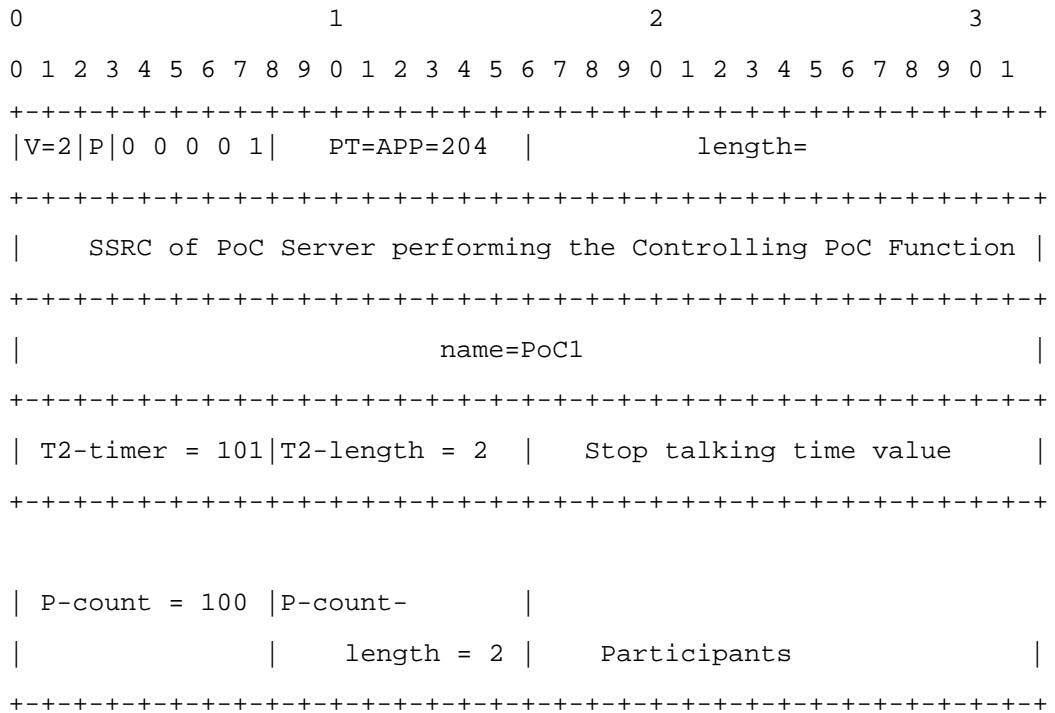 0                   1                   2                   3
0 1 2 3 4 5 6 7 8 9 0 1 2 3 4 5 6 7 8 9 0 1 2 3 4 5 6 7 8 9 0 1
+-+-+-+-+-+-+-+-+-+-+-+-+-+-+-+-+-+-+-+-+-+-+-+-+-+-+-+-+-+-+-+-+
|V=2|P|0 0 0 0 1|   PT=APP=204  |          length=
+-+-+-+-+-+-+-+-+-+-+-+-+-+-+-+-+-+-+-+-+-+-+-+-+-+-+-+-+-+-+-+-+
|    SSRC of PoC Server performing the Controlling PoC Function |
+-+-+-+-+-+-+-+-+-+-+-+-+-+-+-+-+-+-+-+-+-+-+-+-+-+-+-+-+-+-+-+-+
|                          name=PoC1                            |
+-+-+-+-+-+-+-+-+-+-+-+-+-+-+-+-+-+-+-+-+-+-+-+-+-+-+-+-+-+-+-+-+
| T2-timer = 101|T2-length = 2  |   Stop talking time value     |
+-+-+-+-+-+-+-+-+-+-+-+-+-+-+-+-+-+-+-+-+-+-+-+-+-+-+-+-+-+-+-+-+
| P-count = 100 |P-count-       |
|               |    length = 2 |    Participants               |
+-+-+-+-+-+-+-+-+-+-+-+-+-+-+-+-+-+-+-+-+-+-+-+-+-+-+-+-+-+-+-+-+